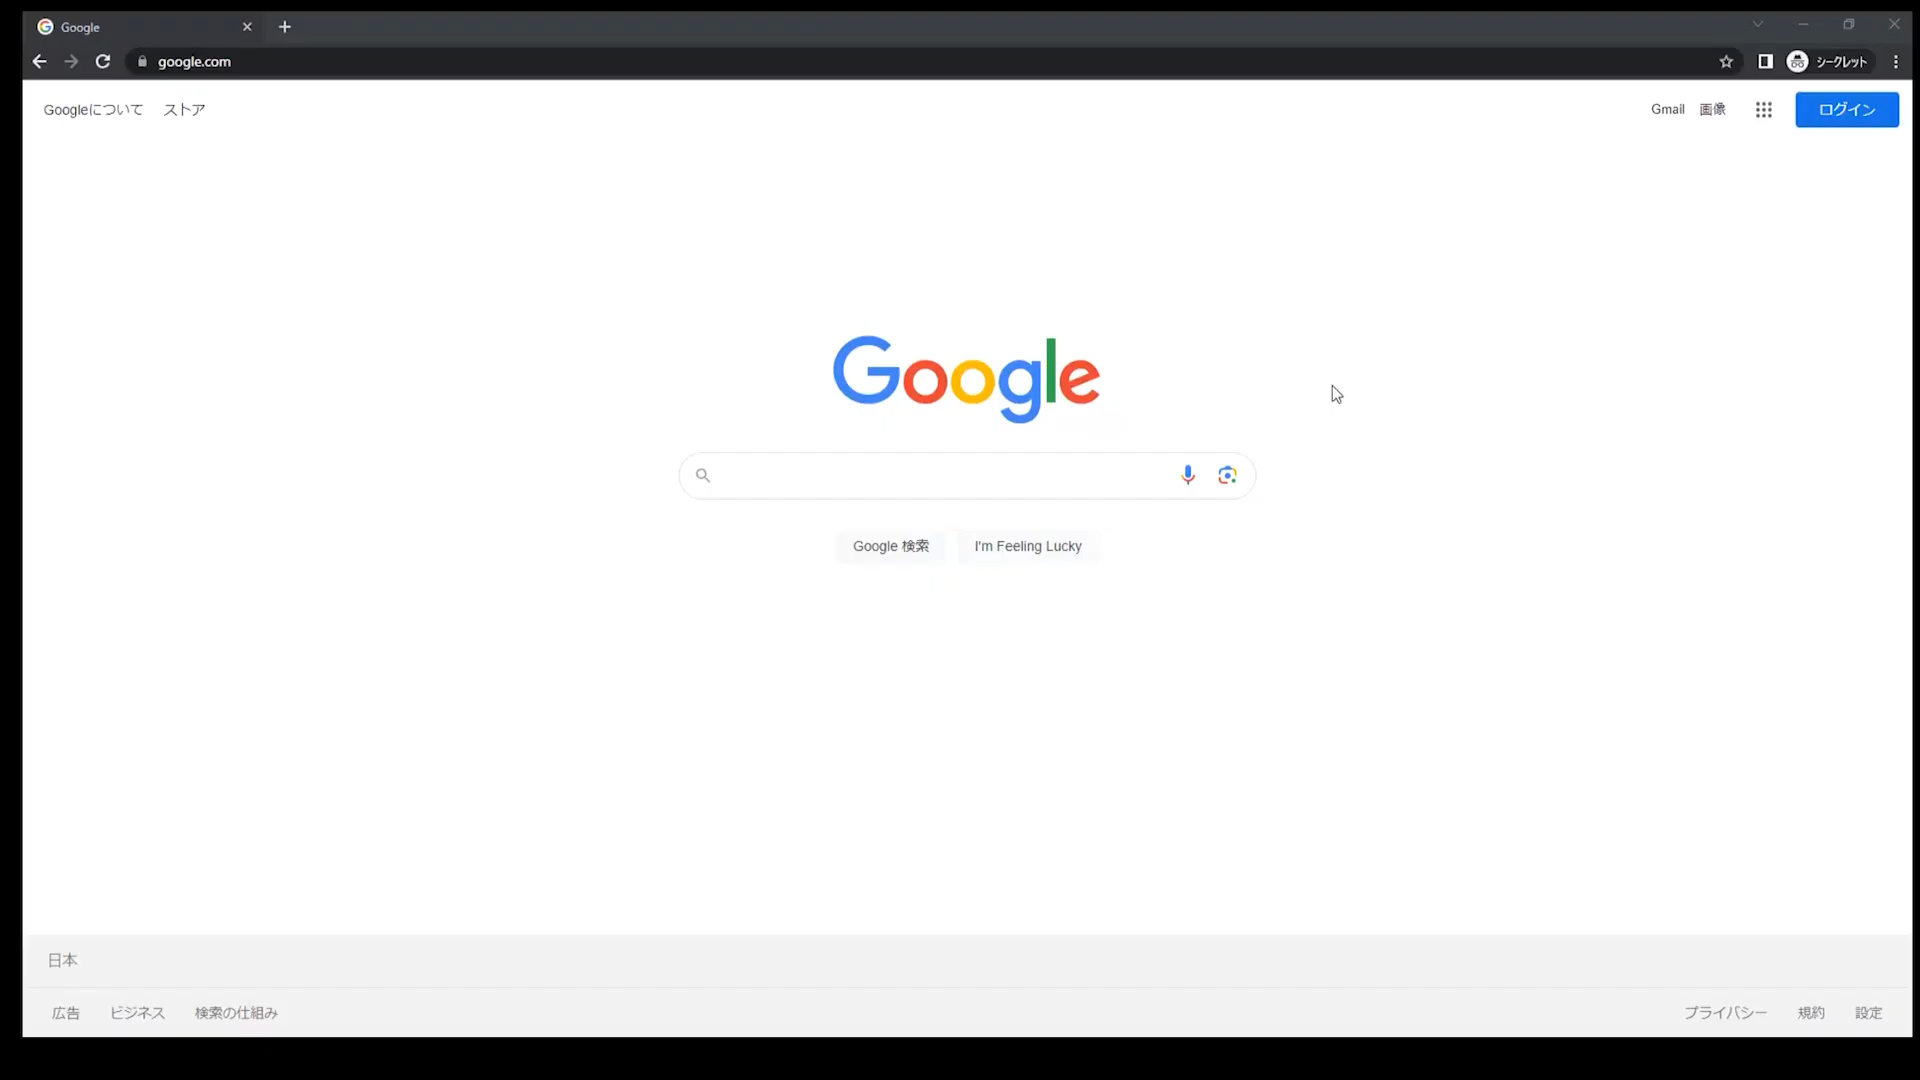 Google
google.com
シークレット
Googleについて ストア
Gmail 画像
ログイン
Google
Google 検索
I'm Feeling Lucky
日本
広告 ビジネス 検索の仕組み
プライバシー 規約 設定